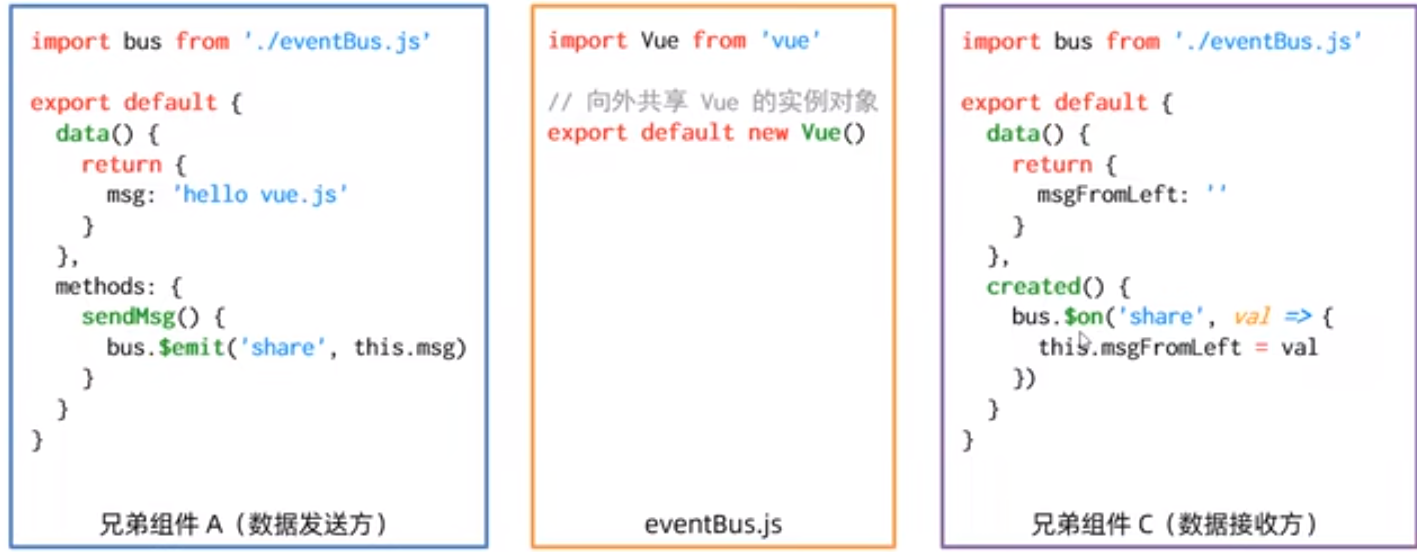 import bus from './eventBus.js'
export default {
data() {
return {
msg: 'hello vue.js'
}
},
methods: {
sendMsg() {
bus.$emit('share', this.msg)
}
}
}
兄弟组件 A（数据发送方）
import Vue from 'vue'
// 向外共享 Vue 的实例对象
export default new Vue()
eventBus.js
import bus from './eventBus.js'
export default {
data() {
return {
msgFromLeft: ''
}
},
created() {
bus.$on('share', val => {
this.msgFromLeft = val
})
}
}
兄弟组件 C（数据接收方）